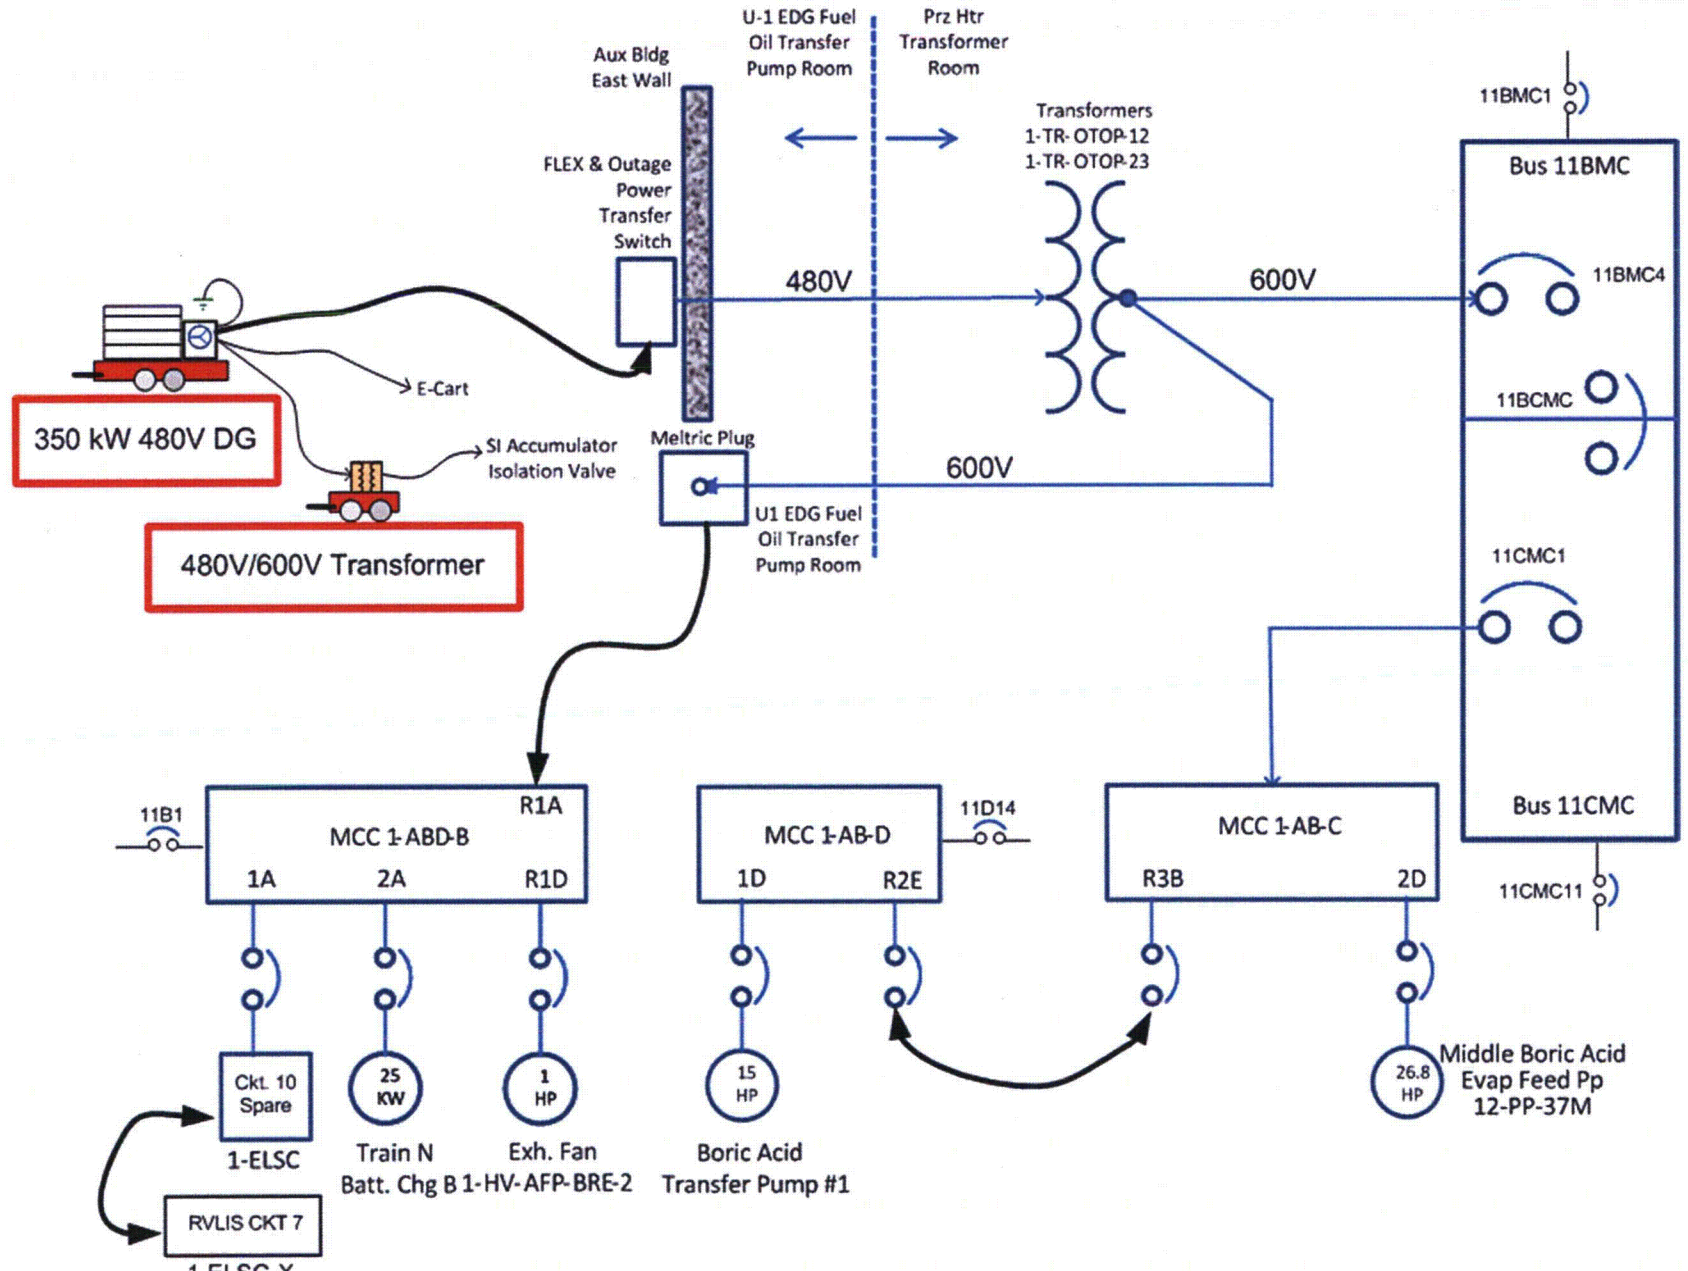 U-1 EDG Fuel
Oil Transfer
Pump Room
Prz Htr
Transformer
Room
Aux Bldg
East Wall
Transformers
1-TR- OTOP-12
1-TR- OTOP-23
11BMC1
Bus 11BMC
FLEX & Outage
Power
Transfer
Switch
480V
600V
11BMC4
E-Cart
11BCMC
350 kW 480V DG
Meltric Plug
SI Accumulator
Isolation Valve
600V
U1 EDG Fuel
Oil Transfer
Pump Room
480V/600V Transformer
11CMC1
Bus 11CMC
11CMC11
11B1
R1A
MCC 1-ABD-B
1A
2A
R1D
MCC 1-AB-D
11D14
1D
R2E
MCC 1-AB-C
R3B
2D
Ckt. 10
Spare
1-ELSC
25
KW
Train N
Batt. Chg B
1
HP
Exh. Fan
1-HV-AFP-BRE-2
15
HP
Boric Acid
Transfer Pump #1
26.8
HP
Middle Boric Acid
Evap Feed Pp
12-PP-37M
RVLIS CKT 7
1-ELSC-X